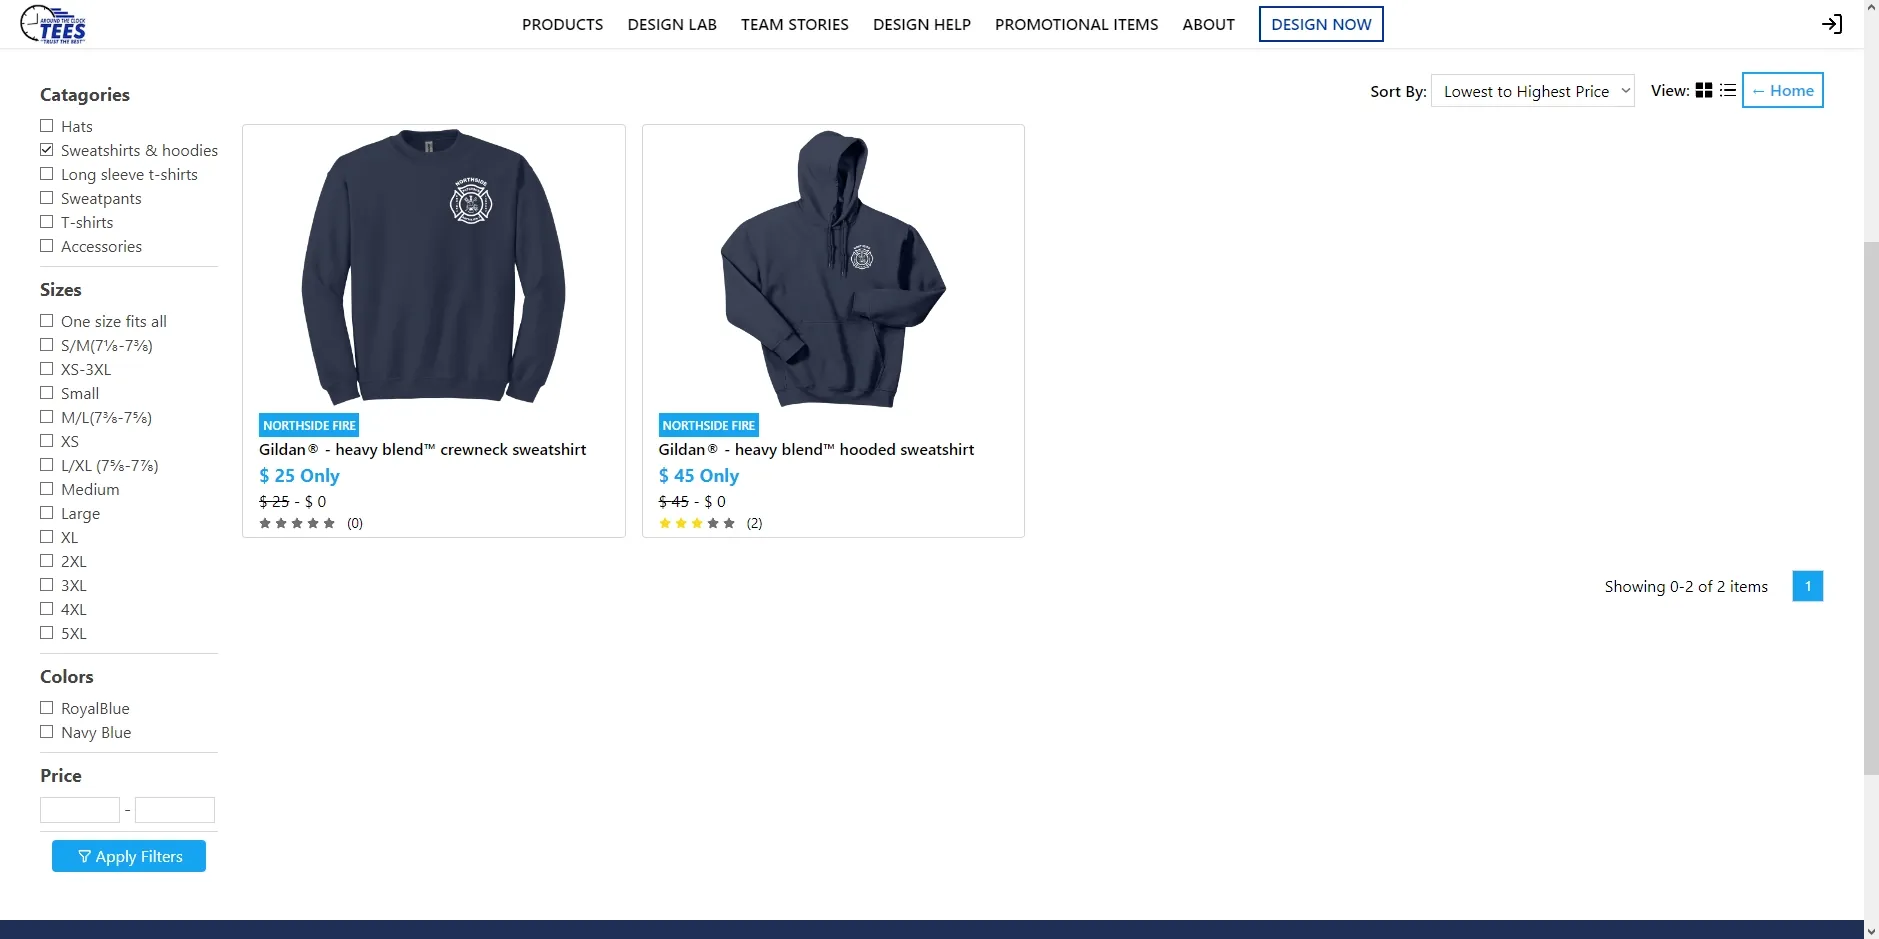 AROUND THE CLOCK
TEES
"TRUST THE BEST"
PRODUCTS
DESIGN LAB
TEAM STORIES
DESIGN HELP
PROMOTIONAL ITEMS
ABOUT
DESIGN NOW
Sort By:
Lowest to Highest Price
View:
← Home
Catagories
Hats
Sweatshirts & hoodies
Long sleeve t-shirts
Sweatpants
T-shirts
Accessories
Sizes
One size fits all
S/M(7⅛-7⅜)
XS-3XL
Small
M/L(7⅜-7⅝)
XS
L/XL (7⅝-7⅞)
Medium
Large
XL
2XL
3XL
4XL
5XL
Colors
RoyalBlue
Navy Blue
Price
-
Apply Filters
NORTHSIDE
NORTHSIDE FIRE
Gildan® - heavy blend™ crewneck sweatshirt
$ 25 Only
$ 25 - $ 0
(0)
NORTHSIDE FIRE
Gildan® - heavy blend™ hooded sweatshirt
$ 45 Only
$ 45 - $ 0
(2)
Showing 0-2 of 2 items
1